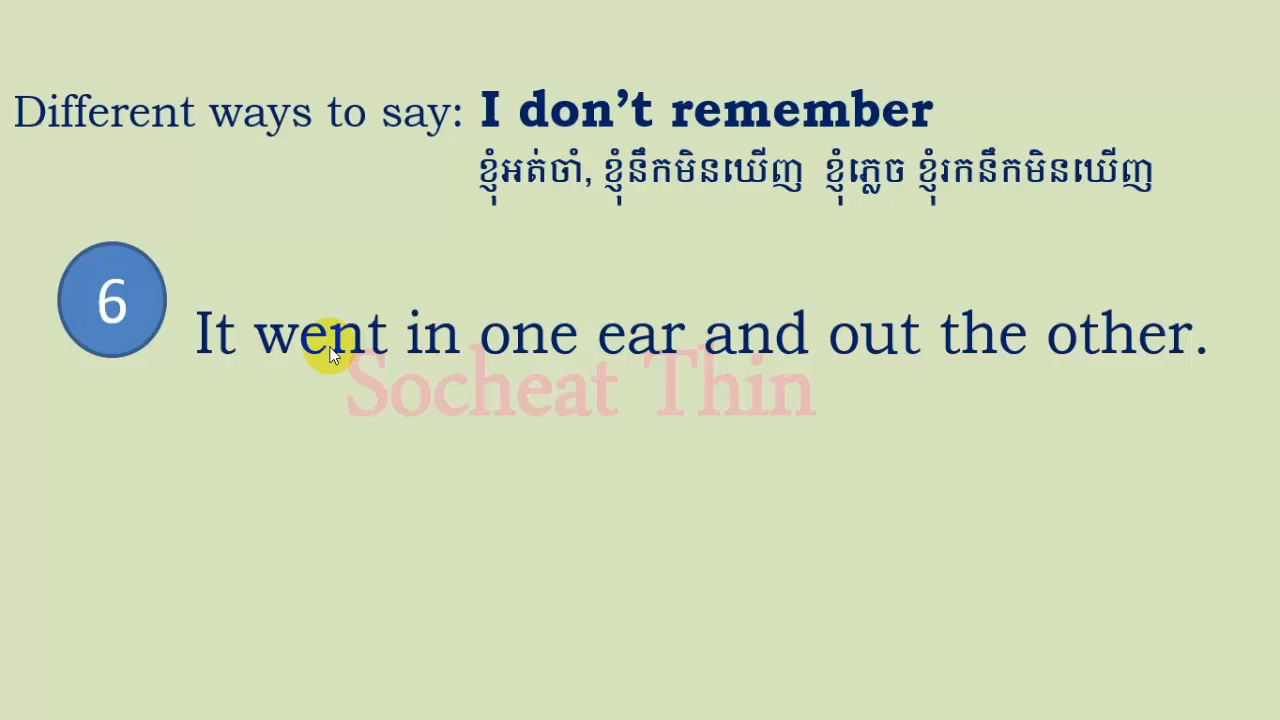 Different ways to say: I don’t remember
ខ្ញុំអត់ចាំ, ខ្ញុំនឹកមិនឃើញ ខ្ញុំភ្លេច ខ្ញុំរកនឹកមិនឃើញ
6
It went in one ear and out the other.
Socheat Thin